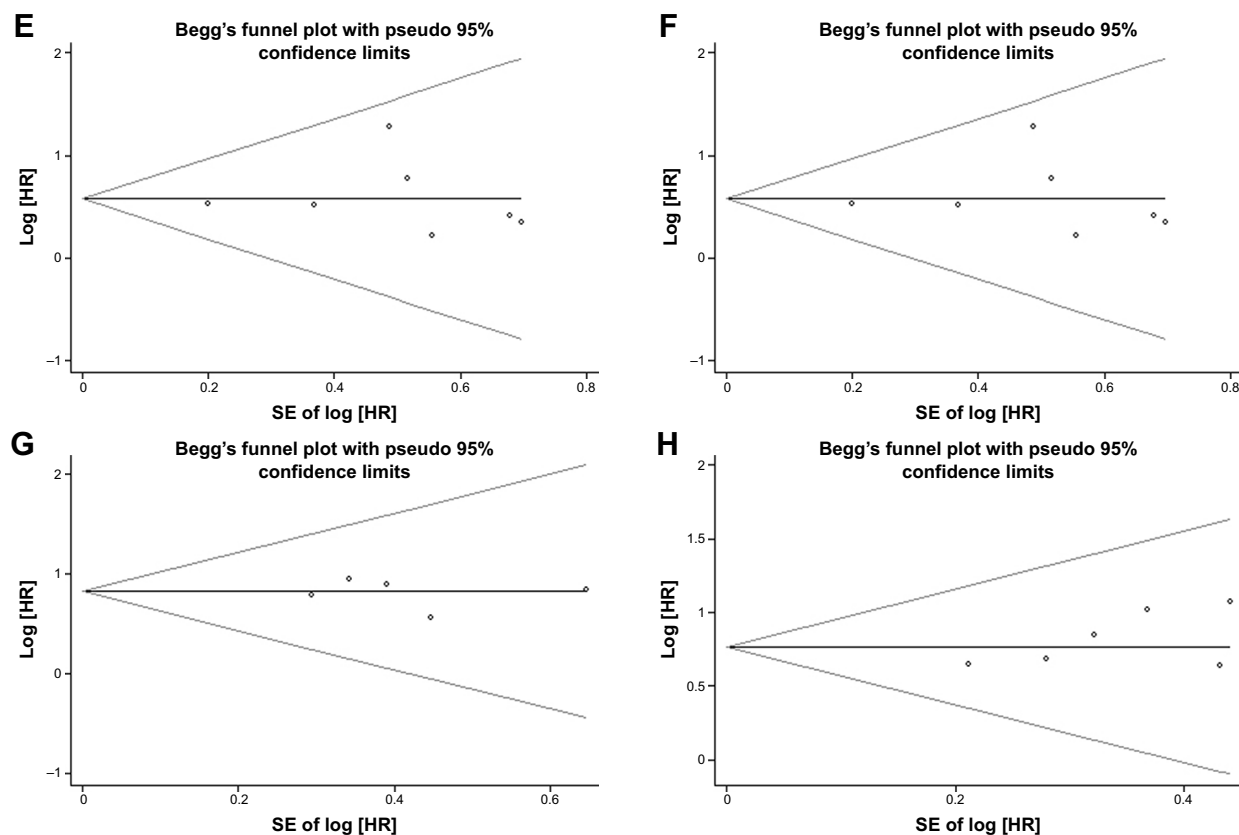 E
Begg’s funnel plot with pseudo 95%
confidence limits
2
1
0
–1
Log [HR]
0
0.2
0.4
0.6
0.8
SE of log [HR]
F
Begg’s funnel plot with pseudo 95%
confidence limits
2
1
0
–1
Log [HR]
0
0.2
0.4
0.6
0.8
SE of log [HR]
G
Begg’s funnel plot with pseudo 95%
confidence limits
2
1
0
–1
Log [HR]
0
0.2
0.4
0.6
SE of log [HR]
H
Begg’s funnel plot with pseudo 95%
confidence limits
2
1.5
1
0.5
0
Log [HR]
0
0.2
0.4
SE of log [HR]